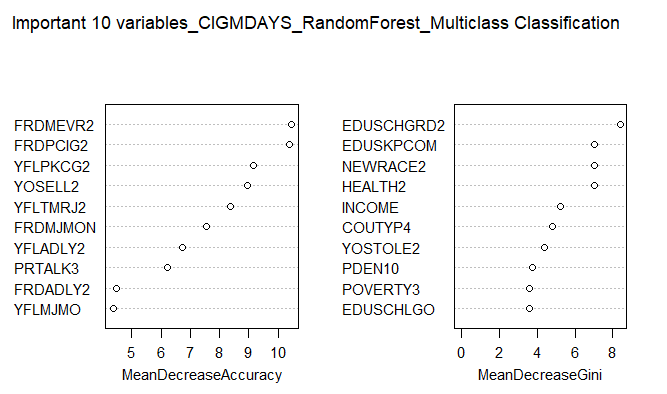 Important 10 variables_CIGMDAYS_RandomForest_Multiclass Classification
FRDMEVR2
FRDPCIG2
YFLPKCG2
YOSELL2
YFLTMRJ2
FRDMJMON
YFLADLY2
PRTALK3
FRDADLY2
YFLMJMO
5 6 7 8 9 10
MeanDecreaseAccuracy
EDUSCHGRD2
EDUSKPCOM
NEWRACE2
HEALTH2
INCOME
COUTYP4
YOSTOLE2
PDEN10
POVERTY3
EDUSCHLGO
0 2 4 6 8
MeanDecreaseGini